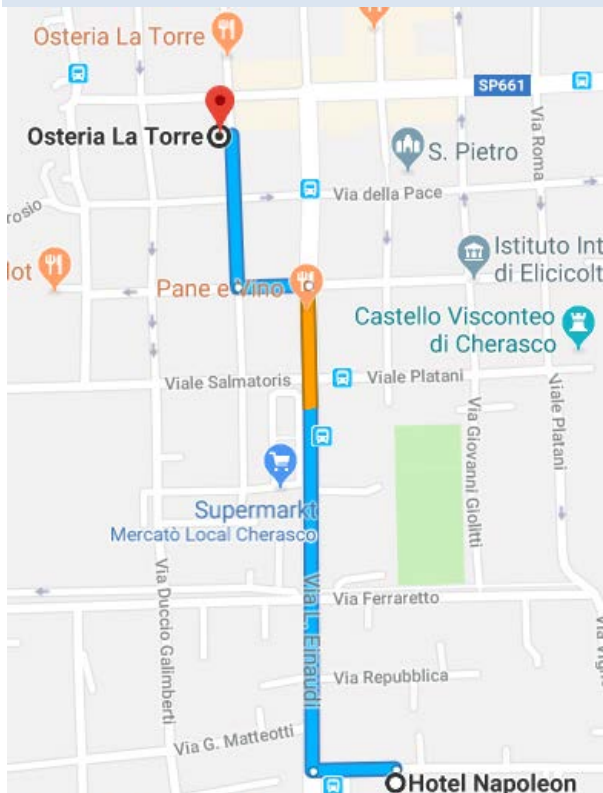 Osteria La Torre
SP661
Osteria La Torre
S. Pietro
Via Roma
Via della Pace
rosio
Istituto Int
di Elicicolt
lot
Pane e Vino
Castello Visconteo
di Cherasco
Viale Salmatoris
Viale Platani
Via Giovanni Giolitti
Viale Platani
Supermarkt
Mercatò Local Cherasco
Via Duccio Galimberti
Via L. Einaudi
Via Ferraretto
Via Vign
Via Repubblica
Via G. Matteotti
Hotel Napoleon